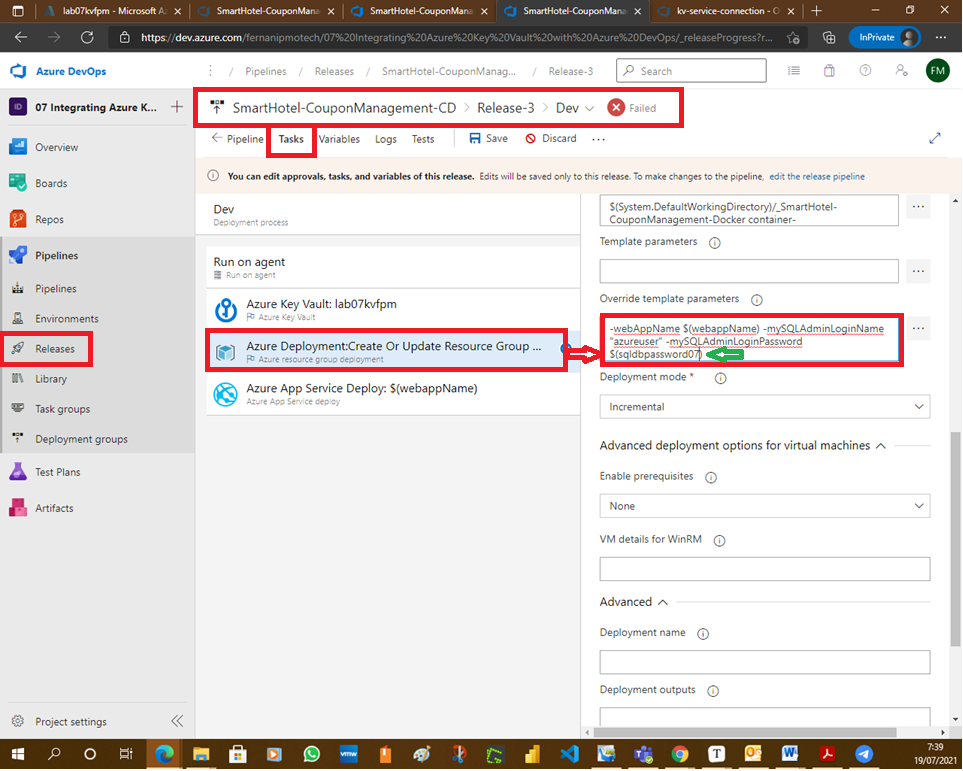 lab07kvfpm - Microsoft A
SmartHotel-CouponMana
SmartHotel-CouponMana
SmartHotel-CouponMana
kv-service-connection -
https://dev.azure.com/fernanipmotech/07%20Integrating%20Azure%20Key%20Vault%20with%20Azure%20DevOps/_releaseProgress?r...
InPrivate
Azure DevOps
/ Pipelines / Releases / SmartHotel-CouponManag... / Release-3
Search
FM
ID
07 Integrating Azure K...
SmartHotel-CouponManagement-CD > Release-3 > Dev
Failed
Pipeline
Tasks
Variables
Logs
Tests
Save
Discard
You can edit approvals, tasks, and variables of this release. Edits will be saved only to this release. To make changes to the pipeline, edit the release pipeline
Overview
Boards
Repos
Pipelines
Pipelines
Environments
Releases
Library
Task groups
Deployment groups
Test Plans
Artifacts
Project settings
Dev
Deployment process
Run on agent
Run on agent
Azure Key Vault: lab07kvfpm
Azure Key Vault
Azure Deployment:Create Or Update Resource Group ...
Azure resource group deployment
Azure App Service Deploy: $(webappName)
Azure App Service deploy
$(System.DefaultWorkingDirectory)/_SmartHotel-
CouponManagement-Docker container-
Template parameters
Override template parameters
-webAppName $(webappName) -mySQLAdminLoginName
"azureuser" -mySQLAdminLoginPassword
$(sqldbpassword07)
Deployment mode *
Incremental
Advanced deployment options for virtual machines
Enable prerequisites
None
VM details for WinRM
Advanced
Deployment name
Deployment outputs
7:39
19/07/2021